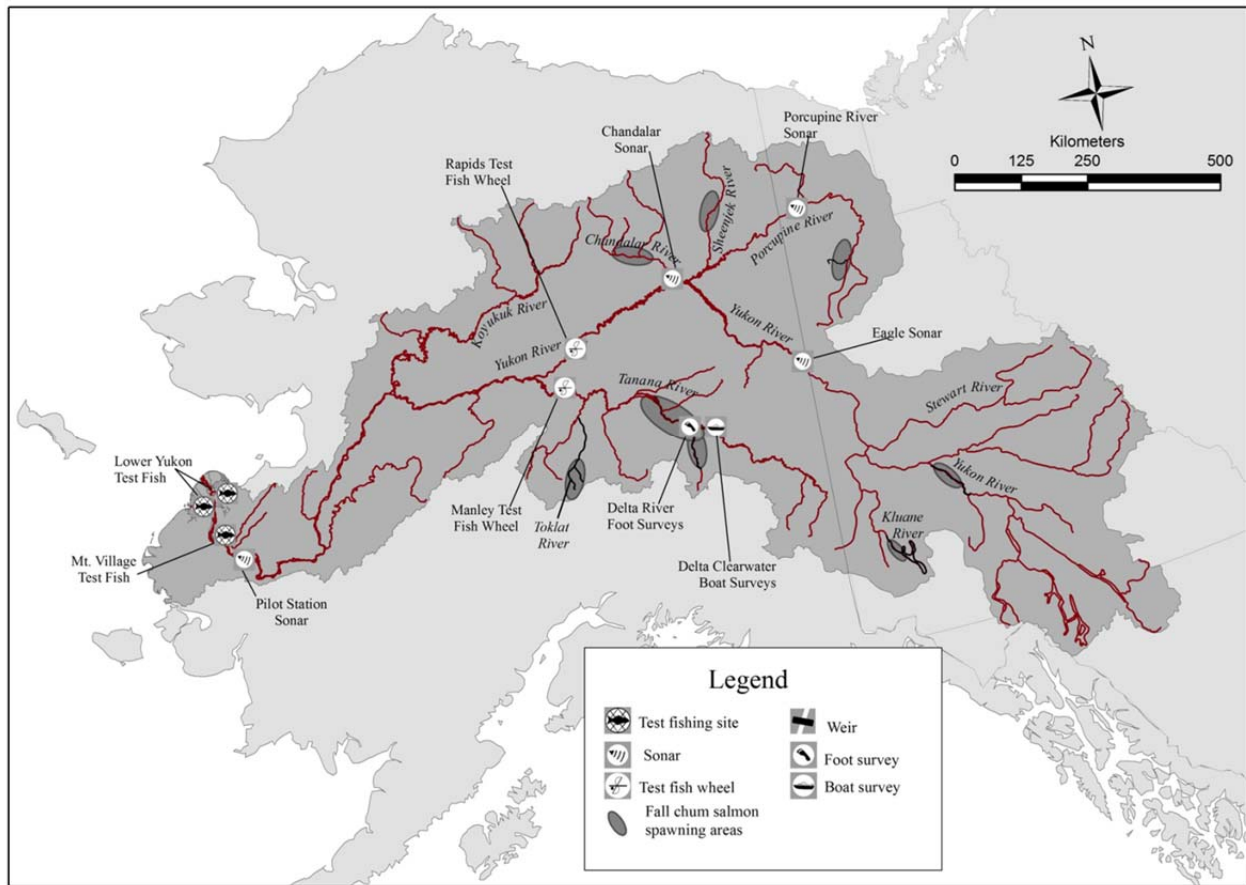 N
Kilometers
0 125 250 500
Porcupine River
Sonar
Chandalar
Sonar
Rapids Test
Fish Wheel
Sheenjek River
Porcupine River
Chandalar River
Koyukuk River
Yukon River
Yukon River
Eagle Sonar
Tanana River
Stewart River
Lower Yukon
Test Fish
Yukon River
Manley Test
Fish Wheel
Toklat
River
Delta River
Foot Surveys
Kluane
River
Mt. Village
Test Fish
Delta Clearwater
Boat Surveys
Pilot Station
Sonar
Legend
Test fishing site
Sonar
Test fish wheel
Fall chum salmon
spawning areas
Weir
Foot survey
Boat survey